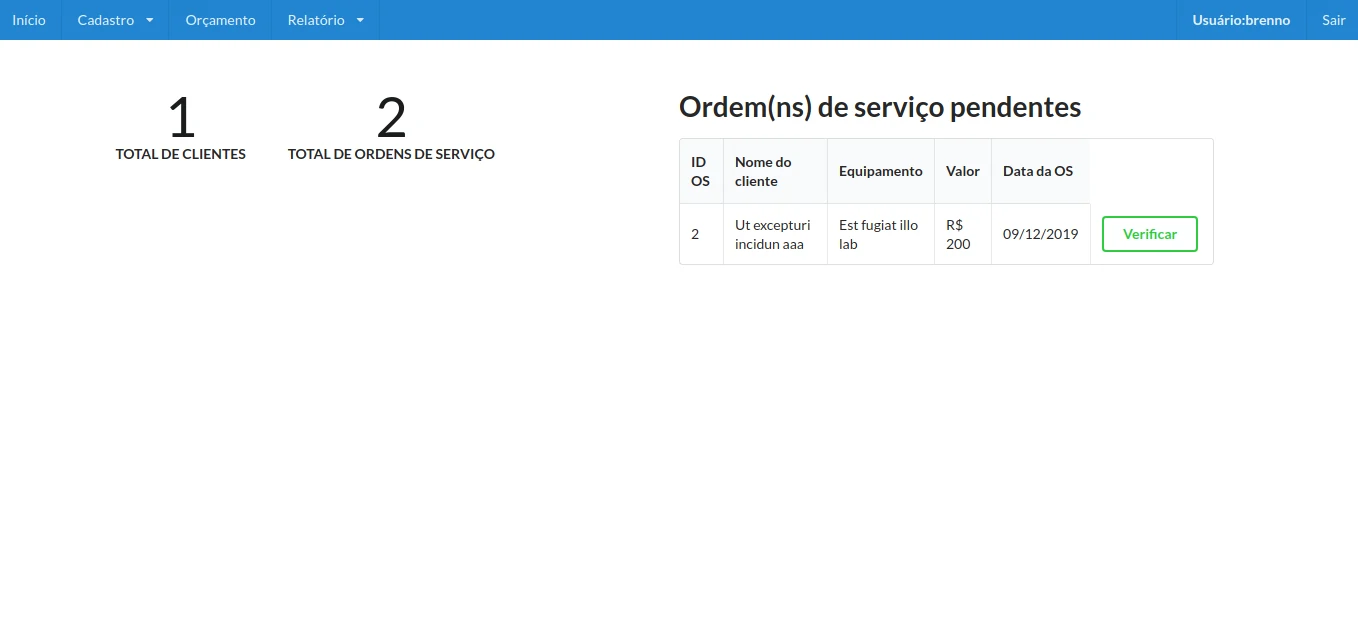 Início Cadastro Orçamento Relatório Usuário:brenno Sair
1
TOTAL DE CLIENTES
2
TOTAL DE ORDENS DE SERVIÇO
Ordem(ns) de serviço pendentes
ID
OS
Nome do
cliente
Equipamento
Valor
Data da OS
2
Ut excepturi
incidun aaa
Est fugiat illo
lab
R$
200
09/12/2019
Verificar